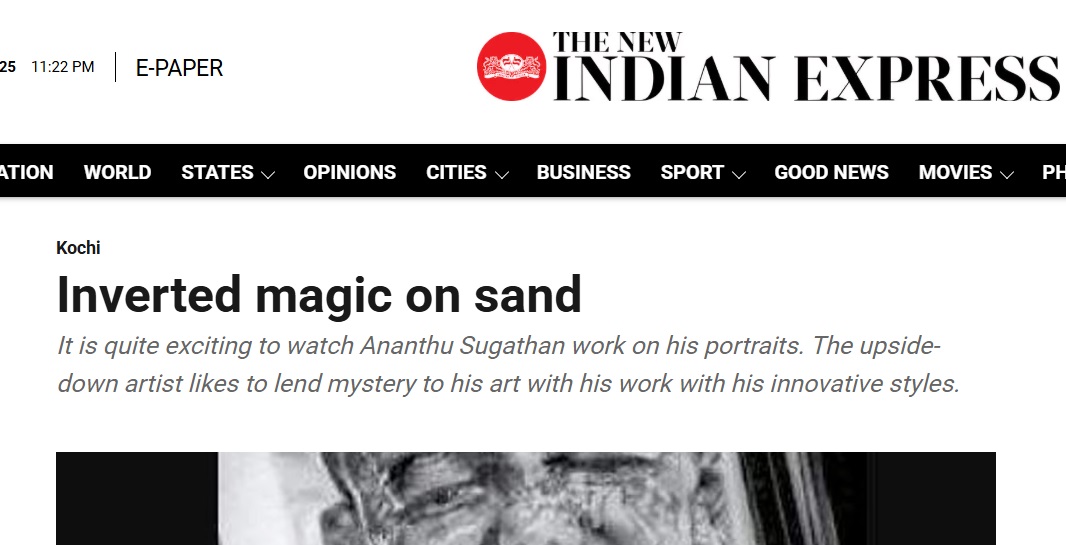 25 11:22 PM E-PAPER
THE NEW
INDIAN EXPRESS
ATION WORLD STATES OPINIONS CITIES BUSINESS SPORT GOOD NEWS MOVIES PH
Kochi
Inverted magic on sand
It is quite exciting to watch Ananthu Sugathan work on his portraits. The upside-
down artist likes to lend mystery to his art with his work with his innovative styles.